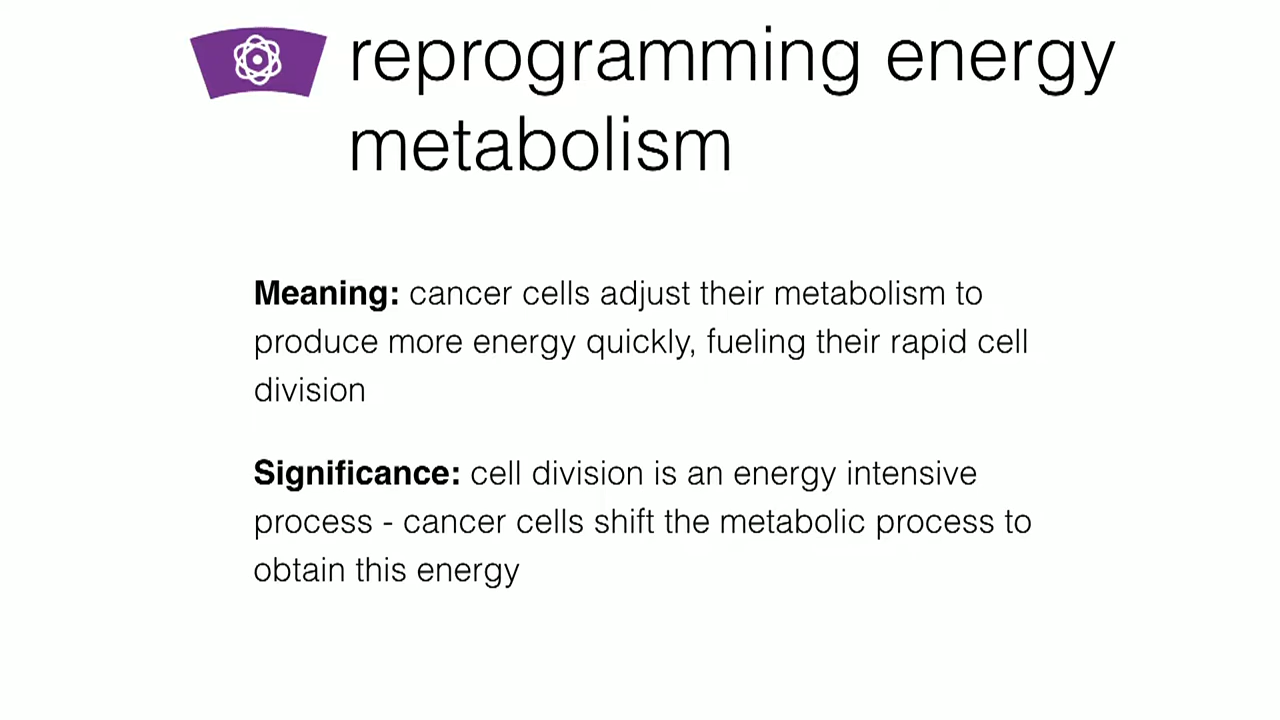 reprogramming energy
metabolism
Meaning: cancer cells adjust their metabolism to
produce more energy quickly, fueling their rapid cell
division
Significance: cell division is an energy intensive
process - cancer cells shift the metabolic process to
obtain this energy